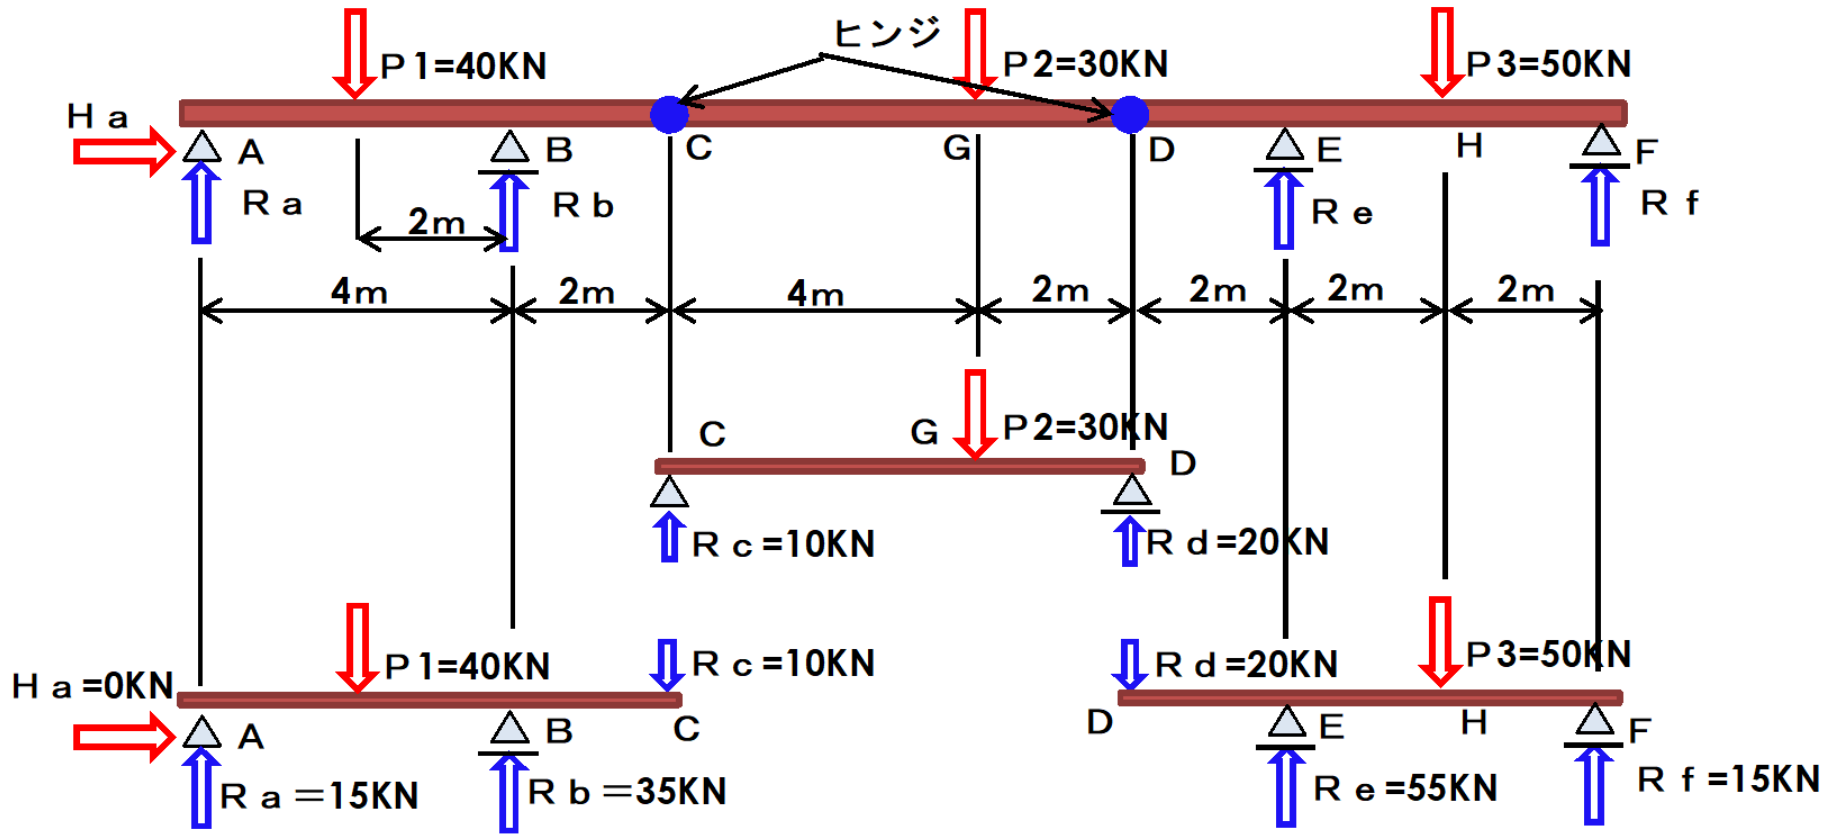 ヒンジ
Ｐ1=40KN
Ｐ2=30KN
Ｐ3=50KN
Ｈａ
Ａ
Ｂ
Ｃ
Ｇ
Ｄ
Ｅ
Ｈ
Ｆ
Ｒａ
2ｍ
Ｒｂ
Ｒｅ
Ｒｆ
4ｍ
2ｍ
4ｍ
2ｍ
2ｍ
2ｍ
2ｍ
Ｃ
Ｇ
Ｐ2=30KN
Ｄ
Ｒｃ=10KN
Ｒｄ=20KN
Ｐ1=40KN
Ｒｃ=10KN
Ｒｄ=20KN
Ｐ3=50KN
Ｈａ=0KN
Ａ
Ｂ
Ｃ
Ｄ
Ｅ
Ｈ
Ｆ
Ｒａ＝15KN
Ｒｂ＝35KN
Ｒｅ=55KN
Ｒｆ=15KN